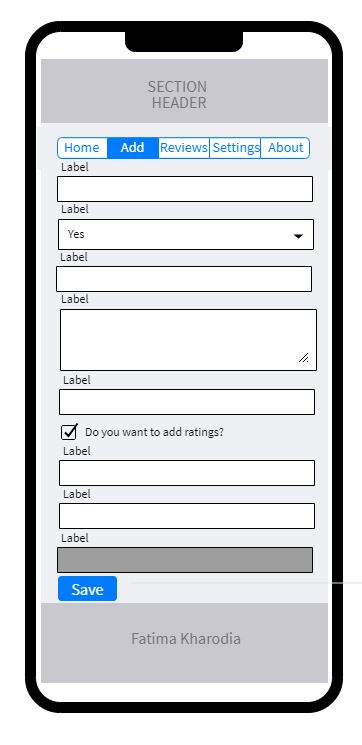 SECTION
HEADER
Home Add Reviews Settings About
Label
Label
Yes
Label
Label
Label
Do you want to add ratings?
Label
Label
Label
Save
Fatima Kharodia